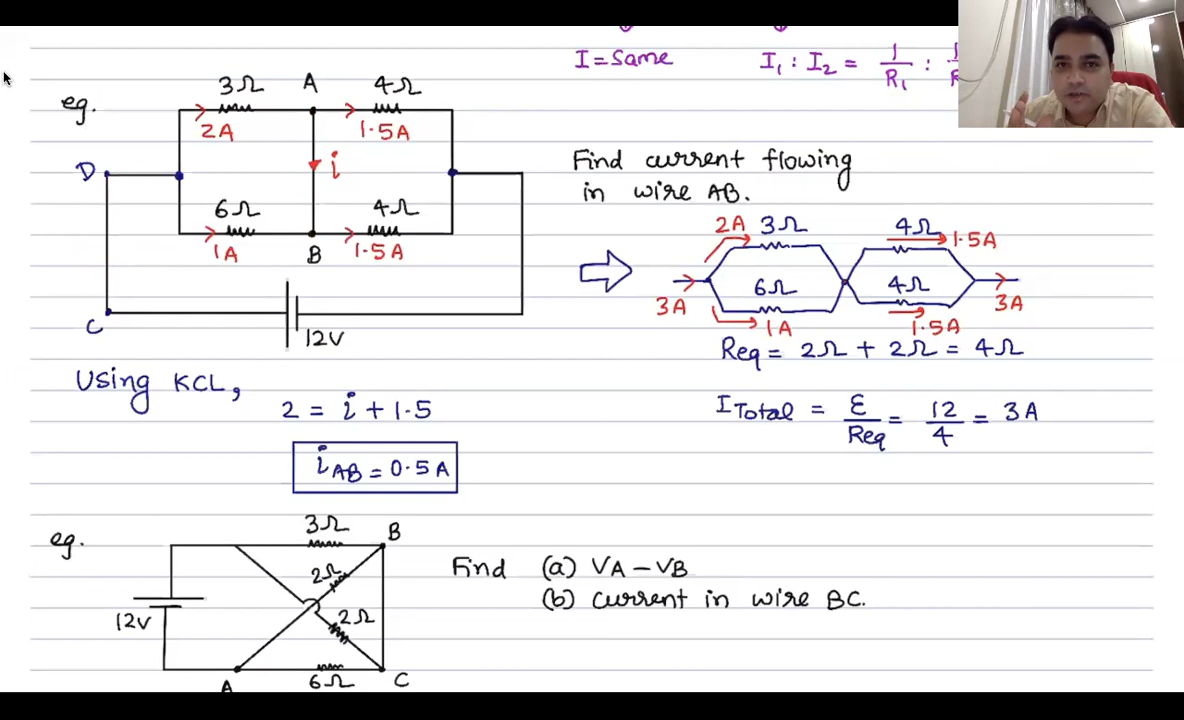 I = Same
I₁ : I₂ = 1/R₁ :
eg.
3Ω A 4Ω
2A 1.5A
D
i
6Ω 4Ω
1A B 1.5A
C
12V
Find current flowing
in wire AB.
2A 3Ω 4Ω 1.5A
3A 6Ω 4Ω 3A
1A 1.5A
Req = 2Ω + 2Ω = 4Ω
Using KCL,
2 = i + 1.5
i_AB = 0.5 A
I_Total = ε/Req = 12/4 = 3A
eg.
3Ω B
2Ω
2Ω
12V
A 6Ω C
Find (a) VA – VB
(b) current in wire BC.